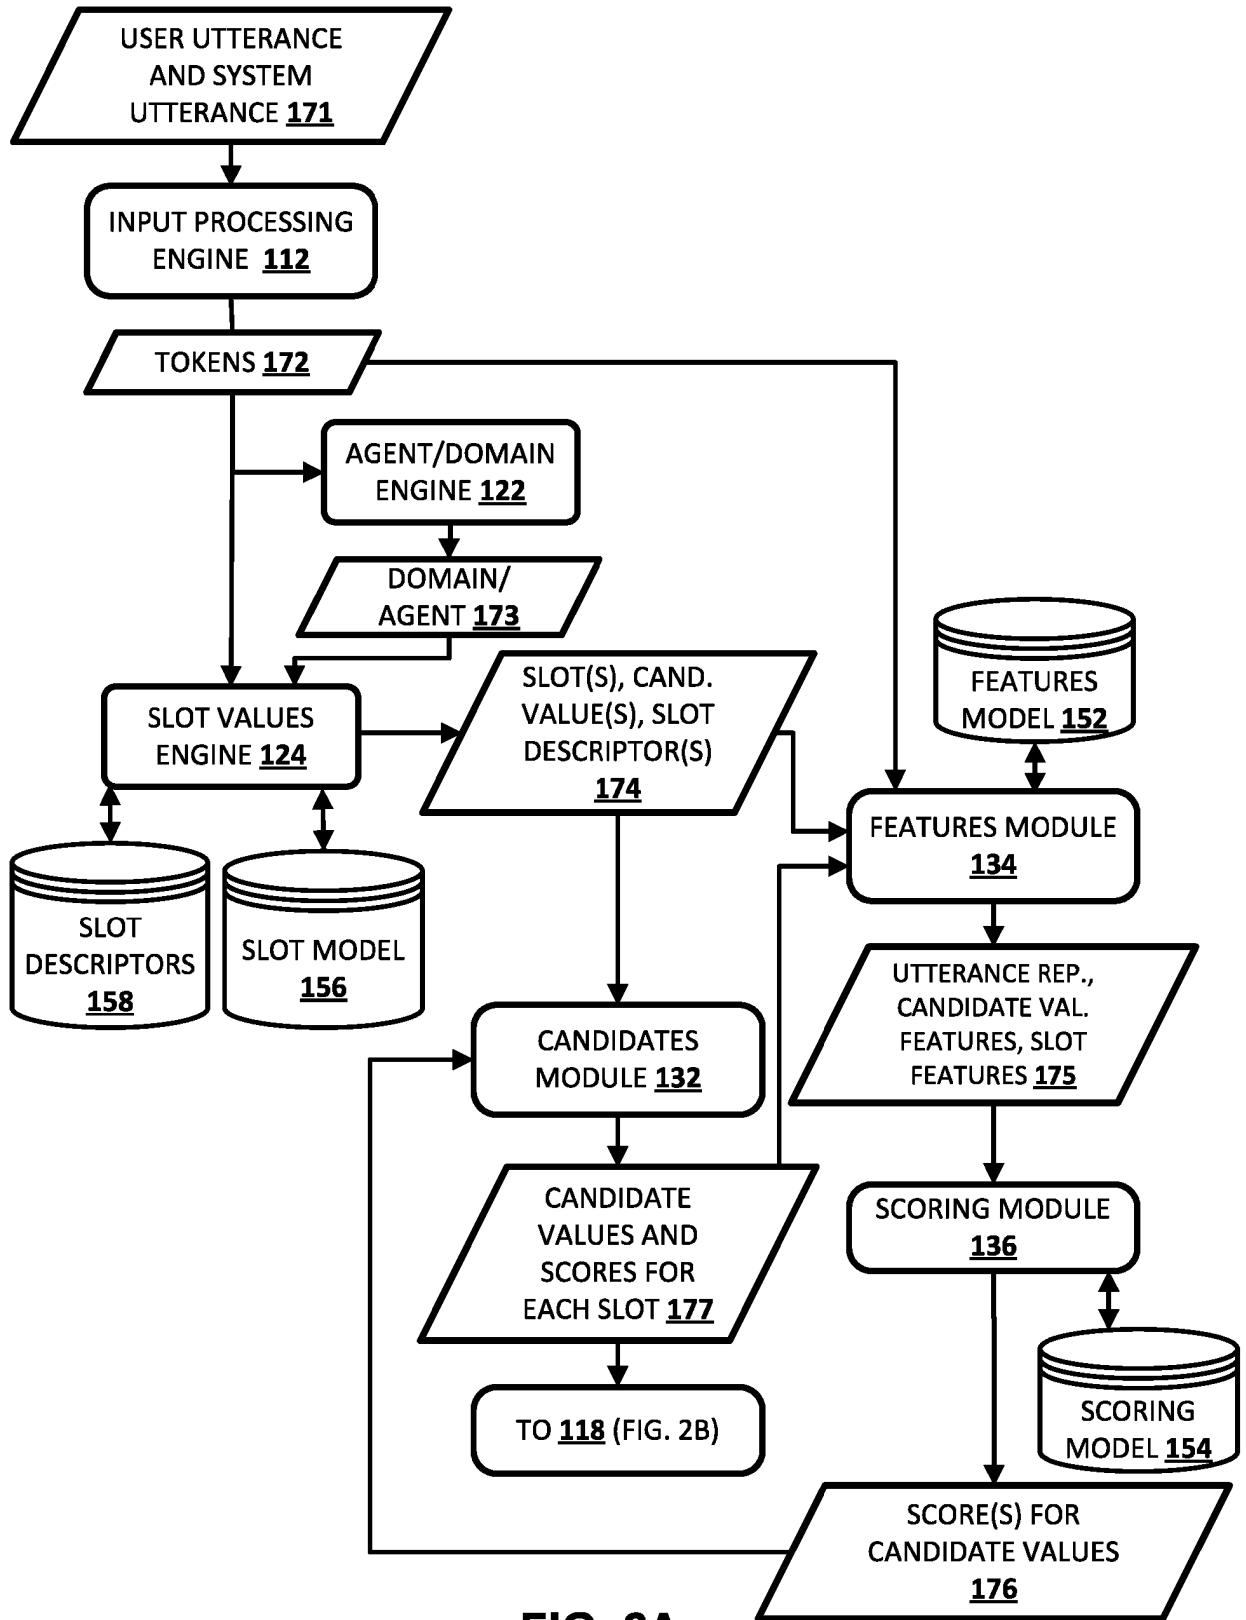 USER UTTERANCE
AND SYSTEM
UTTERANCE 171
INPUT PROCESSING
ENGINE 112
TOKENS 172
AGENT/DOMAIN
ENGINE 122
DOMAIN/
AGENT 173
SLOT VALUES
ENGINE 124
SLOT(S), CAND.
VALUE(S), SLOT
DESCRIPTOR(S)
174
FEATURES
MODEL 152
FEATURES MODULE
134
SLOT
DESCRIPTORS
158
SLOT MODEL
156
UTTERANCE REP.,
CANDIDATE VAL.
FEATURES, SLOT
FEATURES 175
CANDIDATES
MODULE 132
CANDIDATE
VALUES AND
SCORES FOR
EACH SLOT 177
SCORING MODULE
136
TO 118 (FIG. 2B)
SCORING
MODEL 154
SCORE(S) FOR
CANDIDATE VALUES
176
FIG. 2A